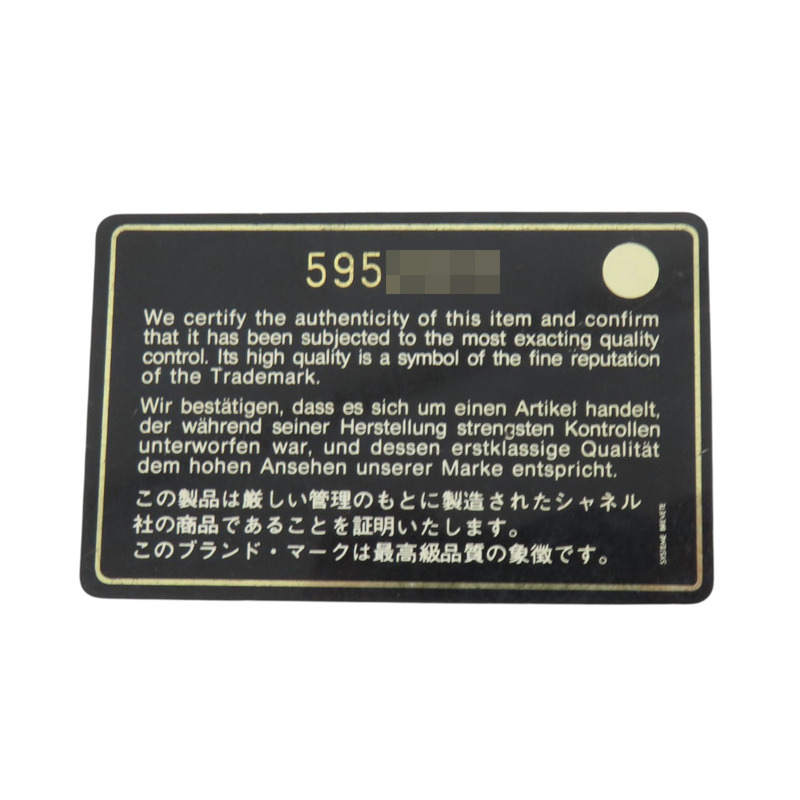 595
We certify the authenticity of this item and confirm
that it has been subjected to the most exacting quality
control. Its high quality is a symbol of the fine reputation
of the Trademark.
Wir bestätigen, dass es sich um einen Artikel handelt,
der während seiner Herstellung strengsten Kontrollen
unterworfen war, und dessen erstklassige Qualität
dem hohen Ansehen unserer Marke entspricht.
この製品は厳しい管理のもとに製造されたシャネル
社の商品であることを証明いたします。
このブランド・マークは最高級品質の象徴です。
SYSTEME BREVETE